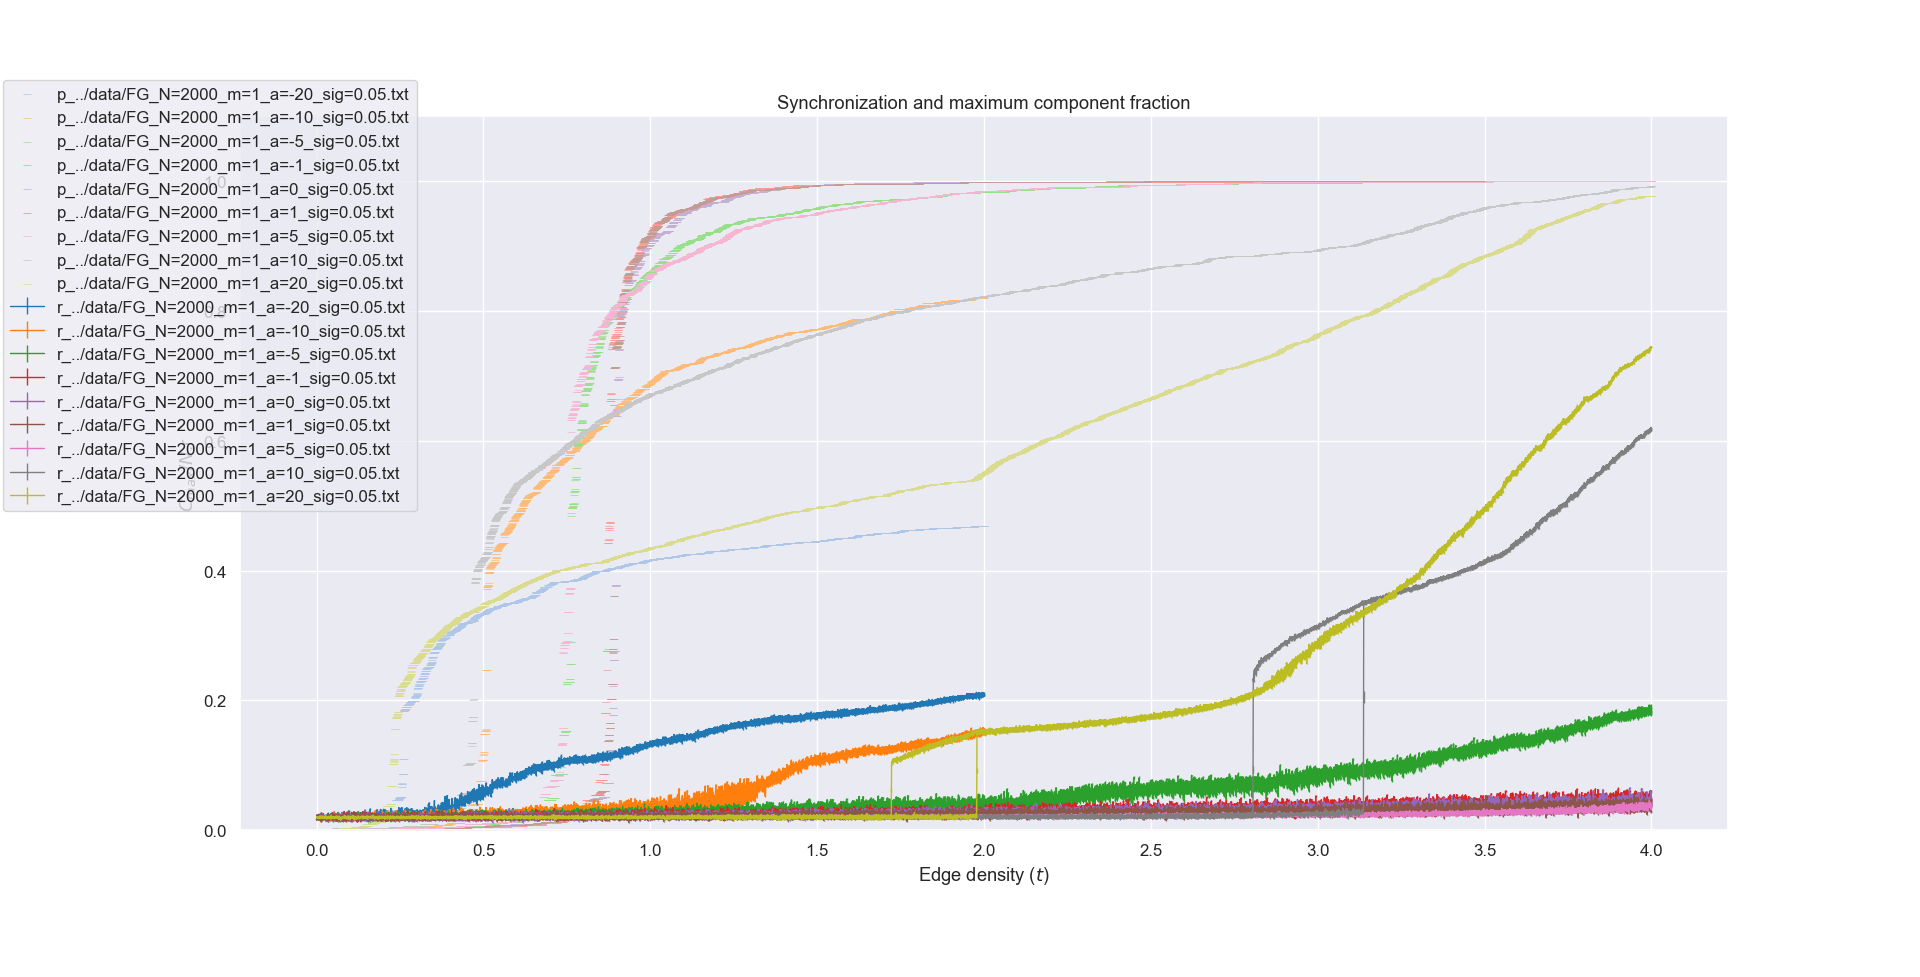 Synchronization and maximum component fraction
p_../data/FG_N=2000_m=1_a=-20_sig=0.05.txt
p_../data/FG_N=2000_m=1_a=-10_sig=0.05.txt
p_../data/FG_N=2000_m=1_a=-5_sig=0.05.txt
p_../data/FG_N=2000_m=1_a=-1_sig=0.05.txt
p_../data/FG_N=2000_m=1_a=0_sig=0.05.txt
p_../data/FG_N=2000_m=1_a=1_sig=0.05.txt
p_../data/FG_N=2000_m=1_a=5_sig=0.05.txt
p_../data/FG_N=2000_m=1_a=10_sig=0.05.txt
p_../data/FG_N=2000_m=1_a=20_sig=0.05.txt
r_../data/FG_N=2000_m=1_a=-20_sig=0.05.txt
r_../data/FG_N=2000_m=1_a=-10_sig=0.05.txt
r_../data/FG_N=2000_m=1_a=-5_sig=0.05.txt
r_../data/FG_N=2000_m=1_a=-1_sig=0.05.txt
r_../data/FG_N=2000_m=1_a=0_sig=0.05.txt
r_../data/FG_N=2000_m=1_a=1_sig=0.05.txt
r_../data/FG_N=2000_m=1_a=5_sig=0.05.txt
r_../data/FG_N=2000_m=1_a=10_sig=0.05.txt
r_../data/FG_N=2000_m=1_a=20_sig=0.05.txt
1.0
0.8
0.6
0.4
0.2
0.0
0.0 0.5 1.0 1.5 2.0 2.5 3.0 3.5 4.0
Edge density (t)